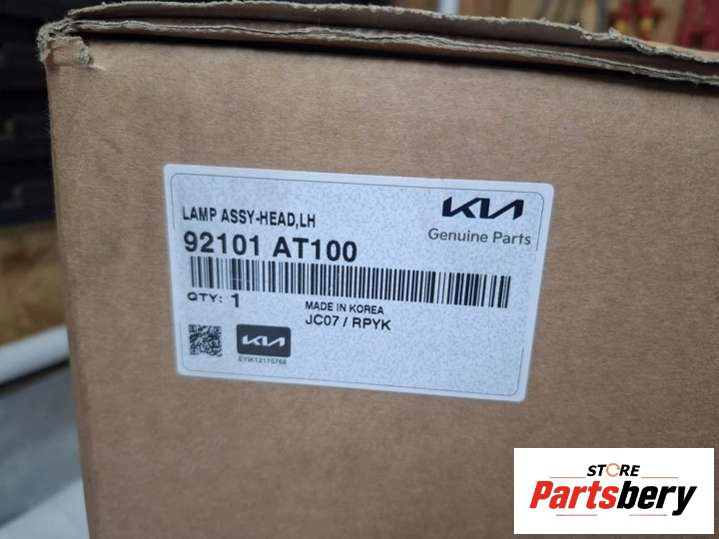 LAMP ASSY-HEAD,LH
92101 AT100
KIA
Genuine Parts
QTY: 1
MADE IN KOREA
JC07 / RPYK
KIA
STORE
Partsbery